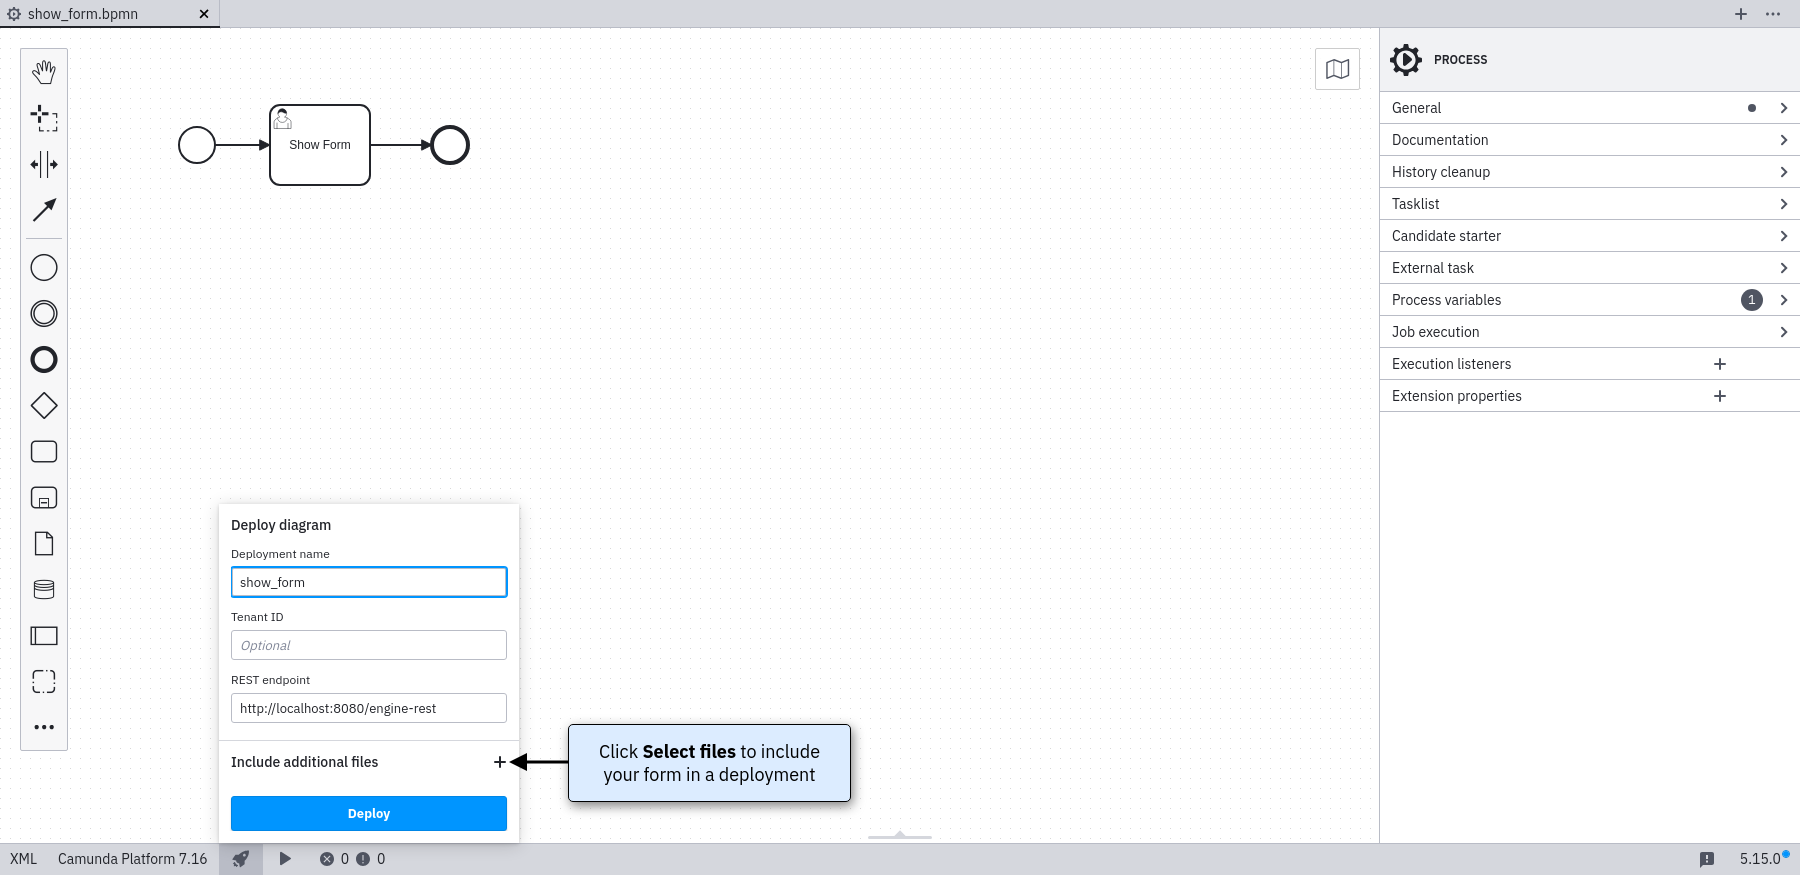 show_form.bpmn
PROCESS
General
Documentation
History cleanup
Tasklist
Candidate starter
External task
Process variables 1
Job execution
Execution listeners
Extension properties
Show Form
Deploy diagram
Deployment name
show_form
Tenant ID
Optional
REST endpoint
http://localhost:8080/engine-rest
Include additional files
Click Select files to include
your form in a deployment
Deploy
XML Camunda Platform 7.16 0 0 5.15.0